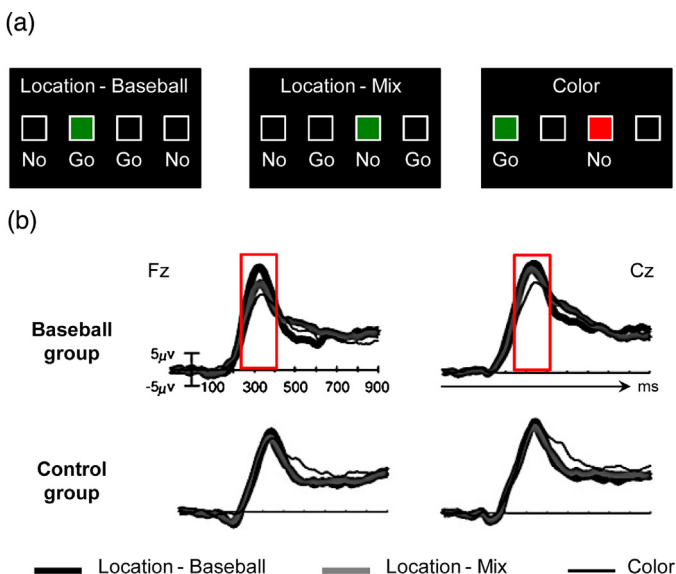 (a)
Location - Baseball
No Go Go No
Location - Mix
No Go No Go
Color
Go No
(b)
Fz
Cz
Baseball
group
5μv
-5μv
100 300 500 700 900
ms
Control
group
Location - Baseball
Location - Mix
Color